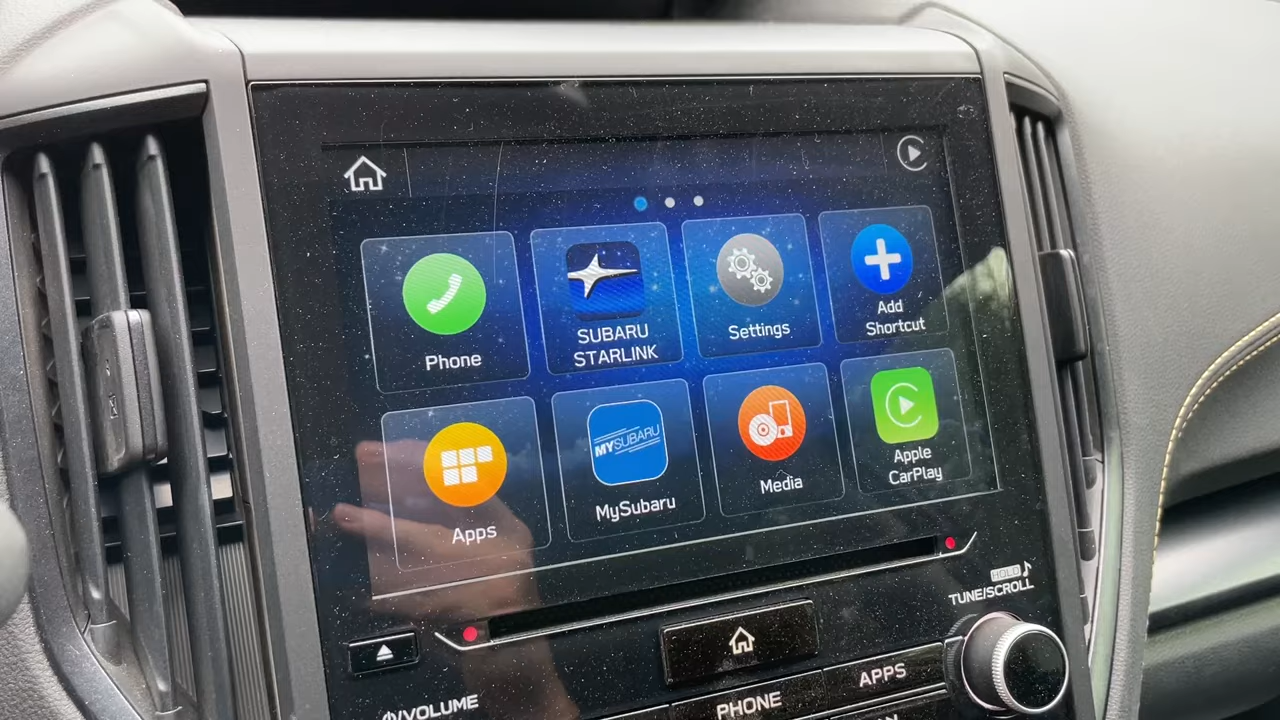 Phone
SUBARU
STARLINK
Settings
Add
Shortcut
Apps
MYSUBARU
MySubaru
Media
Apple
CarPlay
HOLD
TUNE/SCROLL
VOLUME
PHONE
APPS